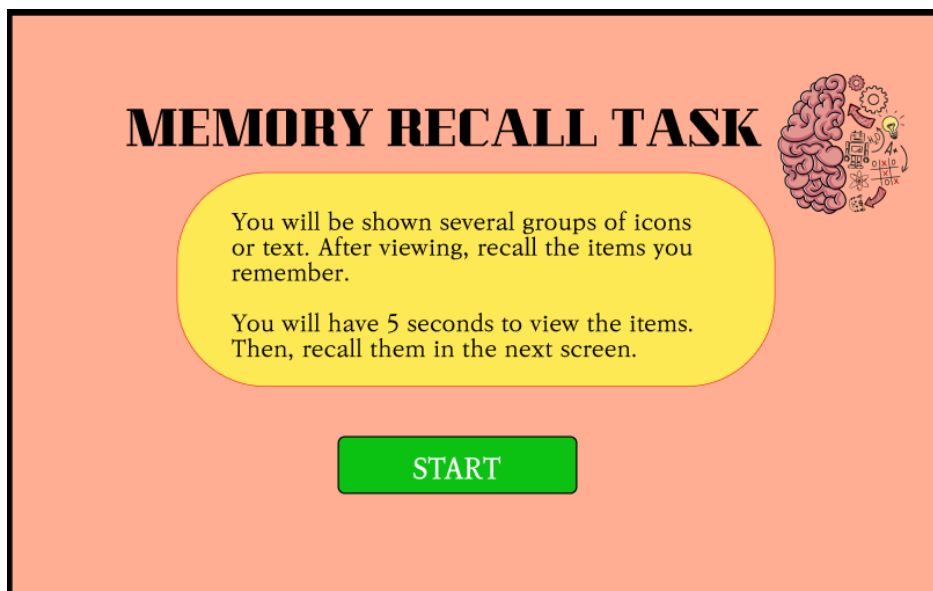 MEMORY RECALL TASK
You will be shown several groups of icons
or text. After viewing, recall the items you
remember.
You will have 5 seconds to view the items.
Then, recall them in the next screen.
START